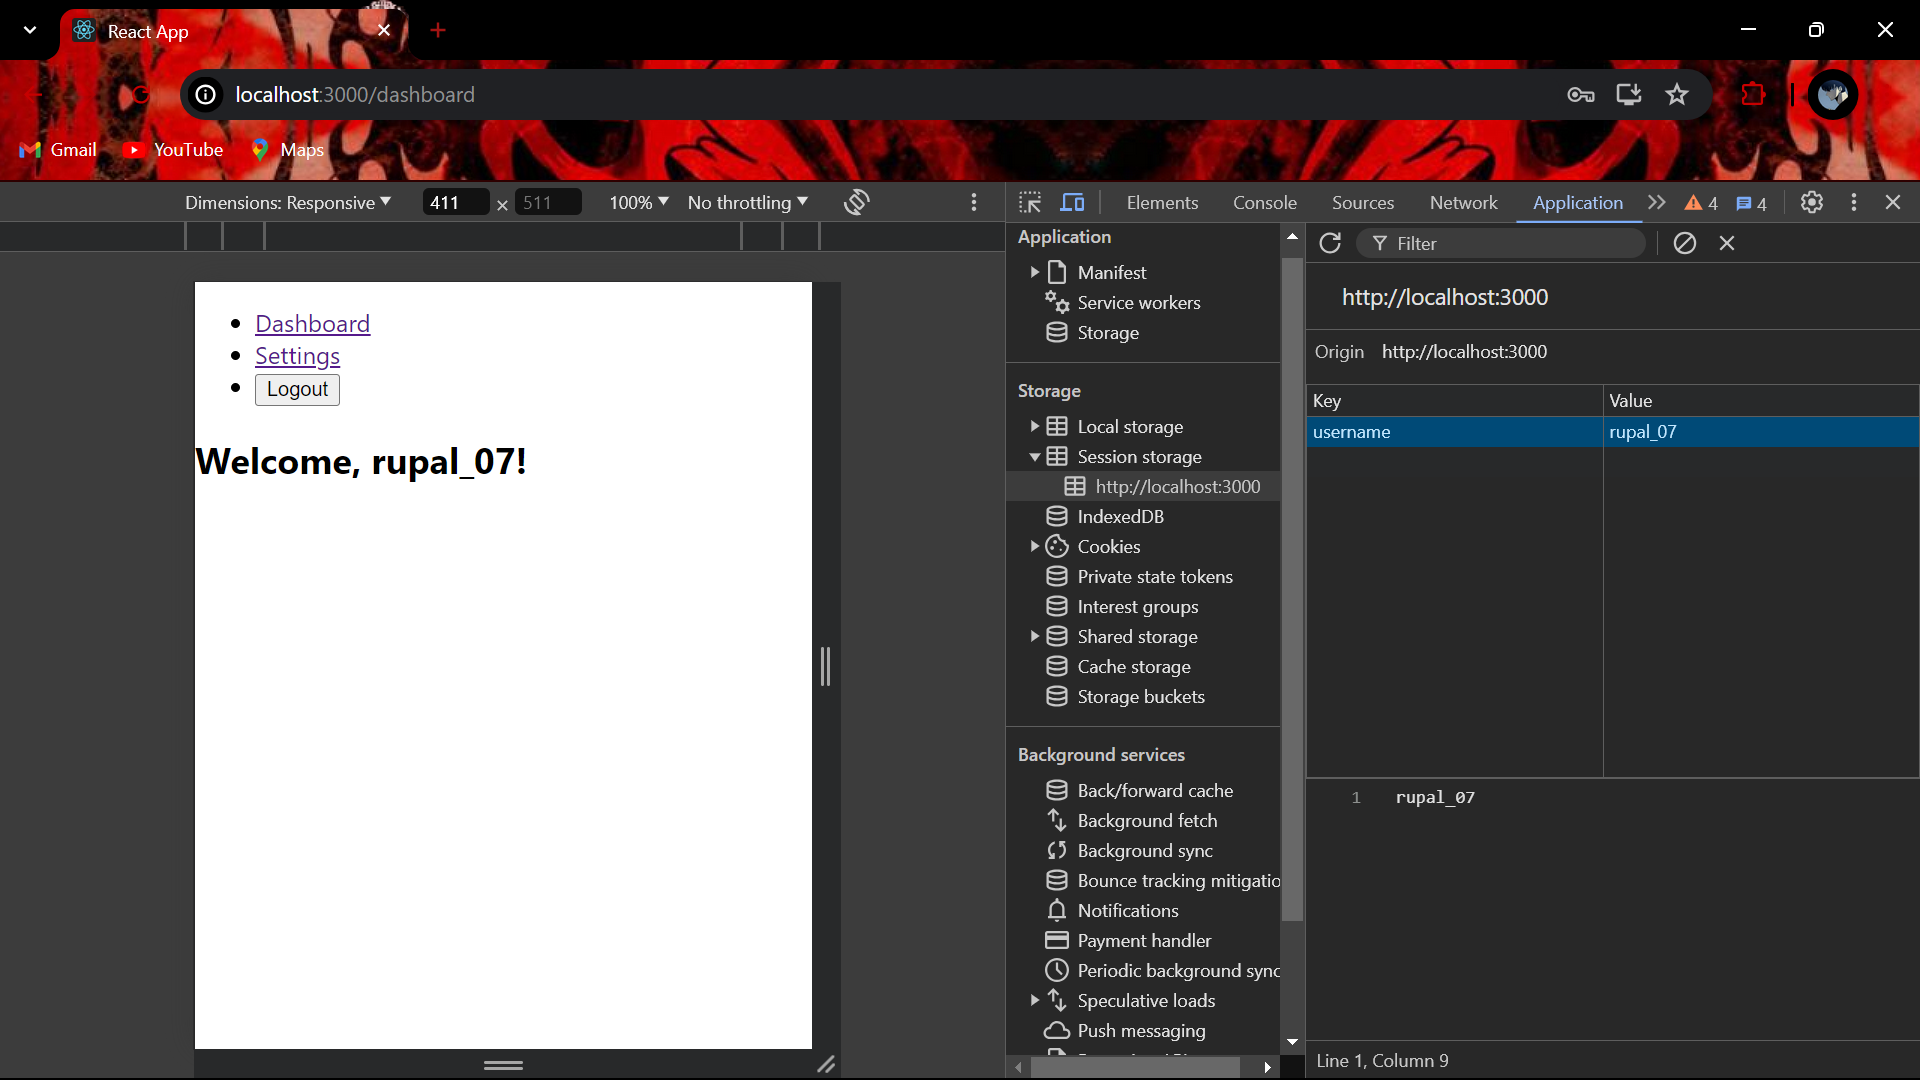 React App
localhost:3000/dashboard
Gmail YouTube Maps
Dimensions: Responsive 411 × 511 100% No throttling
Elements Console Sources Network Application 4 4
Dashboard
Settings
Logout
Welcome, rupal_07!
Application
Manifest
Service workers
Storage
Storage
Local storage
Session storage
http://localhost:3000
IndexedDB
Cookies
Private state tokens
Interest groups
Shared storage
Cache storage
Storage buckets
Background services
Back/forward cache
Background fetch
Background sync
Bounce tracking mitigatio
Notifications
Payment handler
Periodic background sync
Speculative loads
Push messaging
Filter
http://localhost:3000
Origin http://localhost:3000
Key Value
username rupal_07
1 rupal_07
Line 1, Column 9